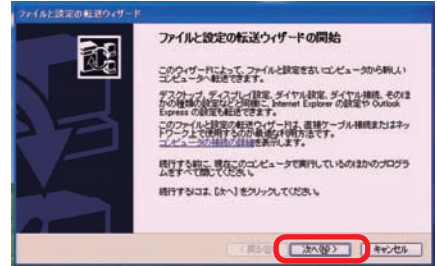 ファイルと設定の転送ウィザード
ファイルと設定の転送ウィザードの開始
このウィザードによって、ファイルと設定を古いコンピュータから新しい
コンピュータへ転送できます。
デスクトップ、ディスプレイ設定、ダイヤル設定、ダイヤル接続、そのほ
かの種類の設定などと同様に、Internet Explorer の設定や Outlook
Express の設定も転送できます。
このファイルと設定の転送ウィザードは、直接ケーブル接続またはネッ
トワーク上で使用するのが最適な利用方法です。
コンピュータの接続の詳細を表示します。
続行する前に、現在このコンピュータで実行しているほかのプログラ
ムをすべて閉じてください。
続行するには、[次へ] をクリックしてください。
< 戻る(B)
次へ(N) >
キャンセル